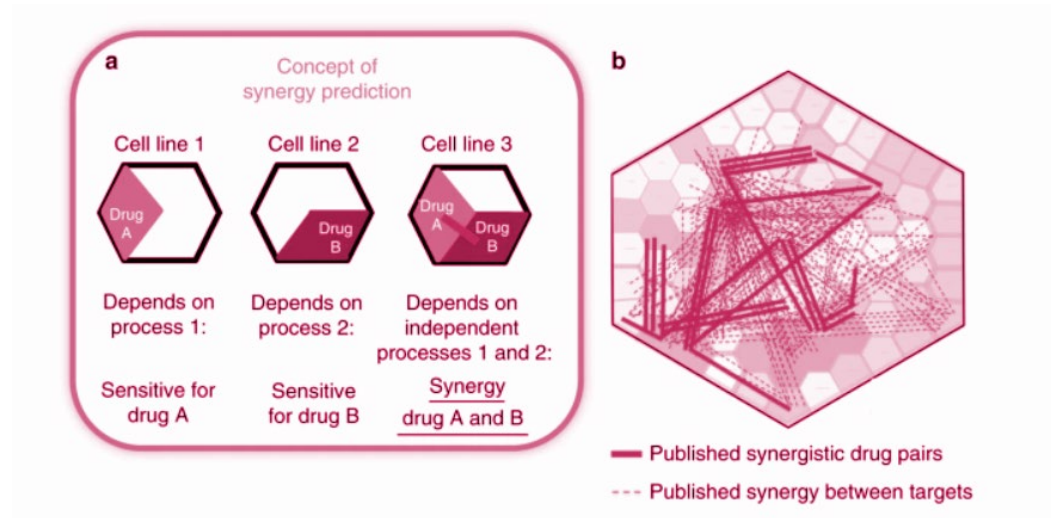 a
Concept of
synergy prediction
Cell line 1
Cell line 2
Cell line 3
Drug
A
Drug
B
Drug
A
Drug
B
Depends on
process 1:
Depends on
process 2:
Depends on
independent
processes 1 and 2:
Sensitive for
drug A
Sensitive
for drug B
Synergy
drug A and B
b
Published synergistic drug pairs
Published synergy between targets